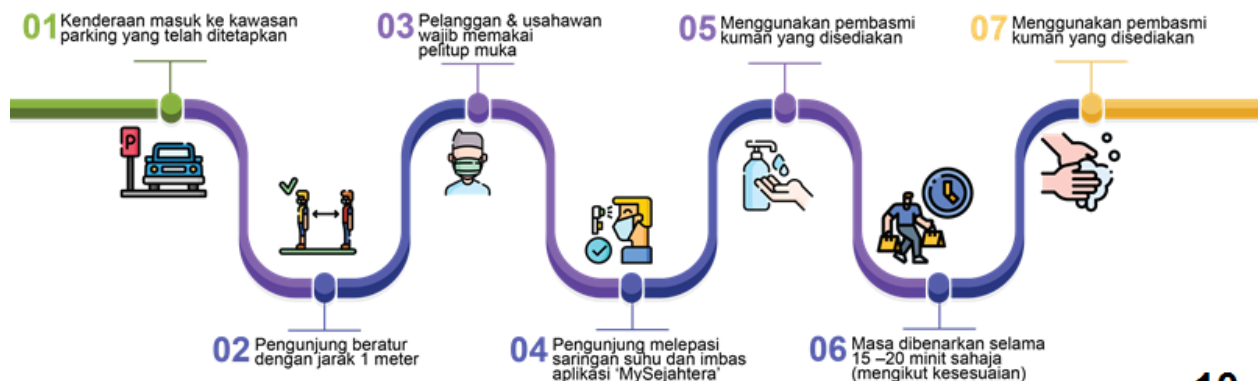 01 Kenderaan masuk ke kawasan
parking yang telah ditetapkan
02 Pengunjung beratur
dengan jarak 1 meter
03 Pelanggan & usahawan
wajib memakai
pelitup muka
04 Pengunjung melepasi
saringan suhu dan imbas
aplikasi ‘MySejahtera’
05 Menggunakan pembasmi
kuman yang disediakan
06 Masa dibenarkan selama
15 –20 minit sahaja
(mengikut kesesuaian)
07 Menggunakan pembasmi
kuman yang disediakan
P